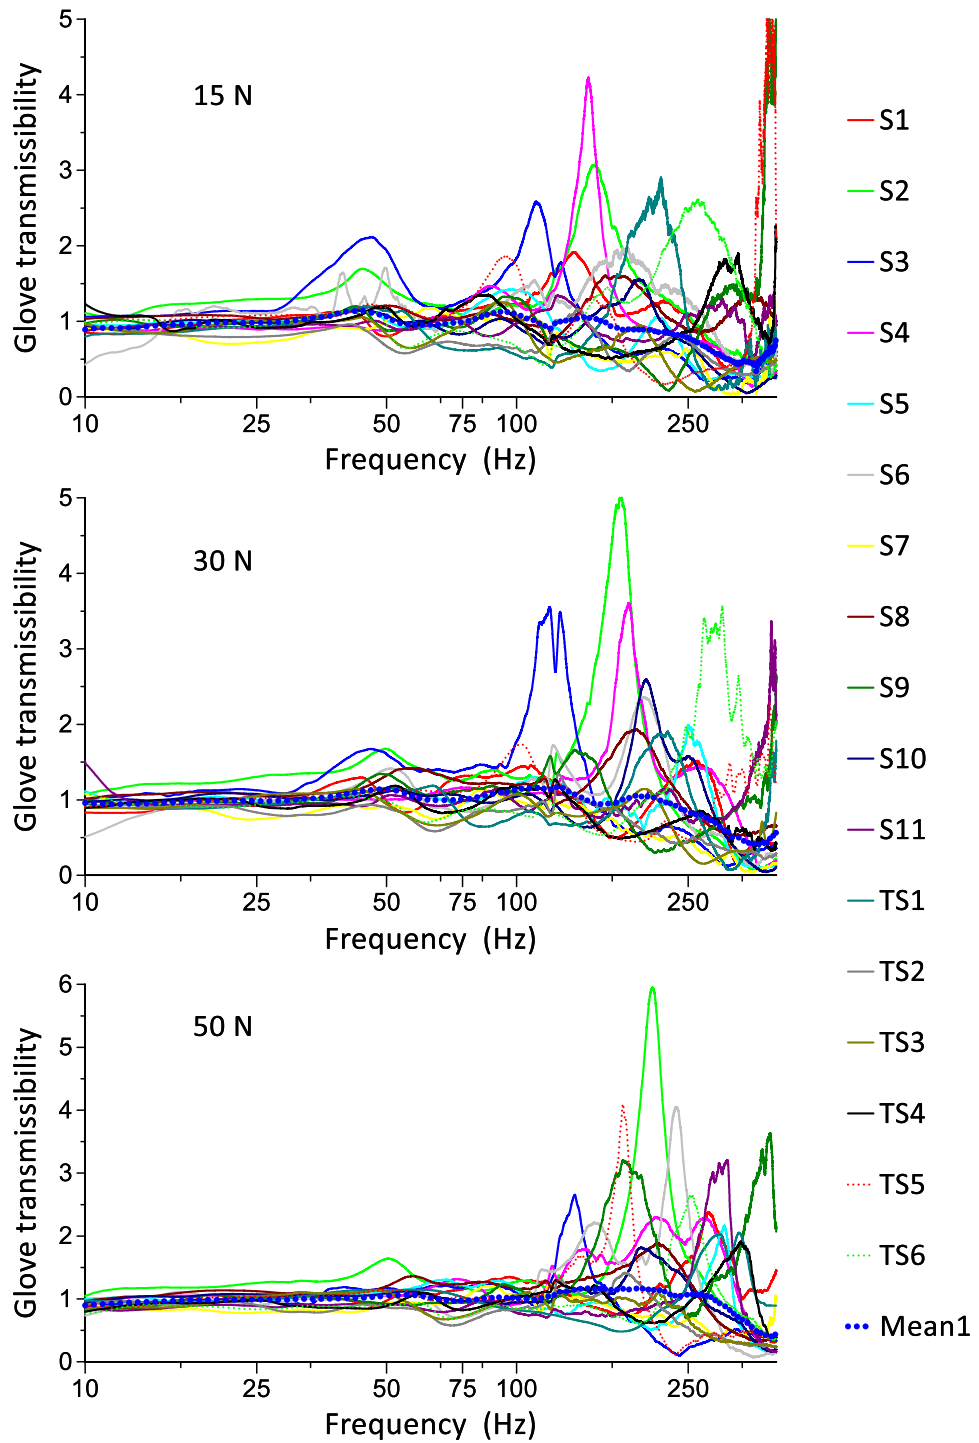 Glove transmissibility
15 N
5
4
3
2
1
0
10 25 50 75 100 250
Frequency (Hz)
Glove transmissibility
30 N
5
4
3
2
1
0
10 25 50 75 100 250
Frequency (Hz)
Glove transmissibility
50 N
6
5
4
3
2
1
0
10 25 50 75 100 250
Frequency (Hz)
S1
S2
S3
S4
S5
S6
S7
S8
S9
S10
S11
TS1
TS2
TS3
TS4
TS5
TS6
Mean1